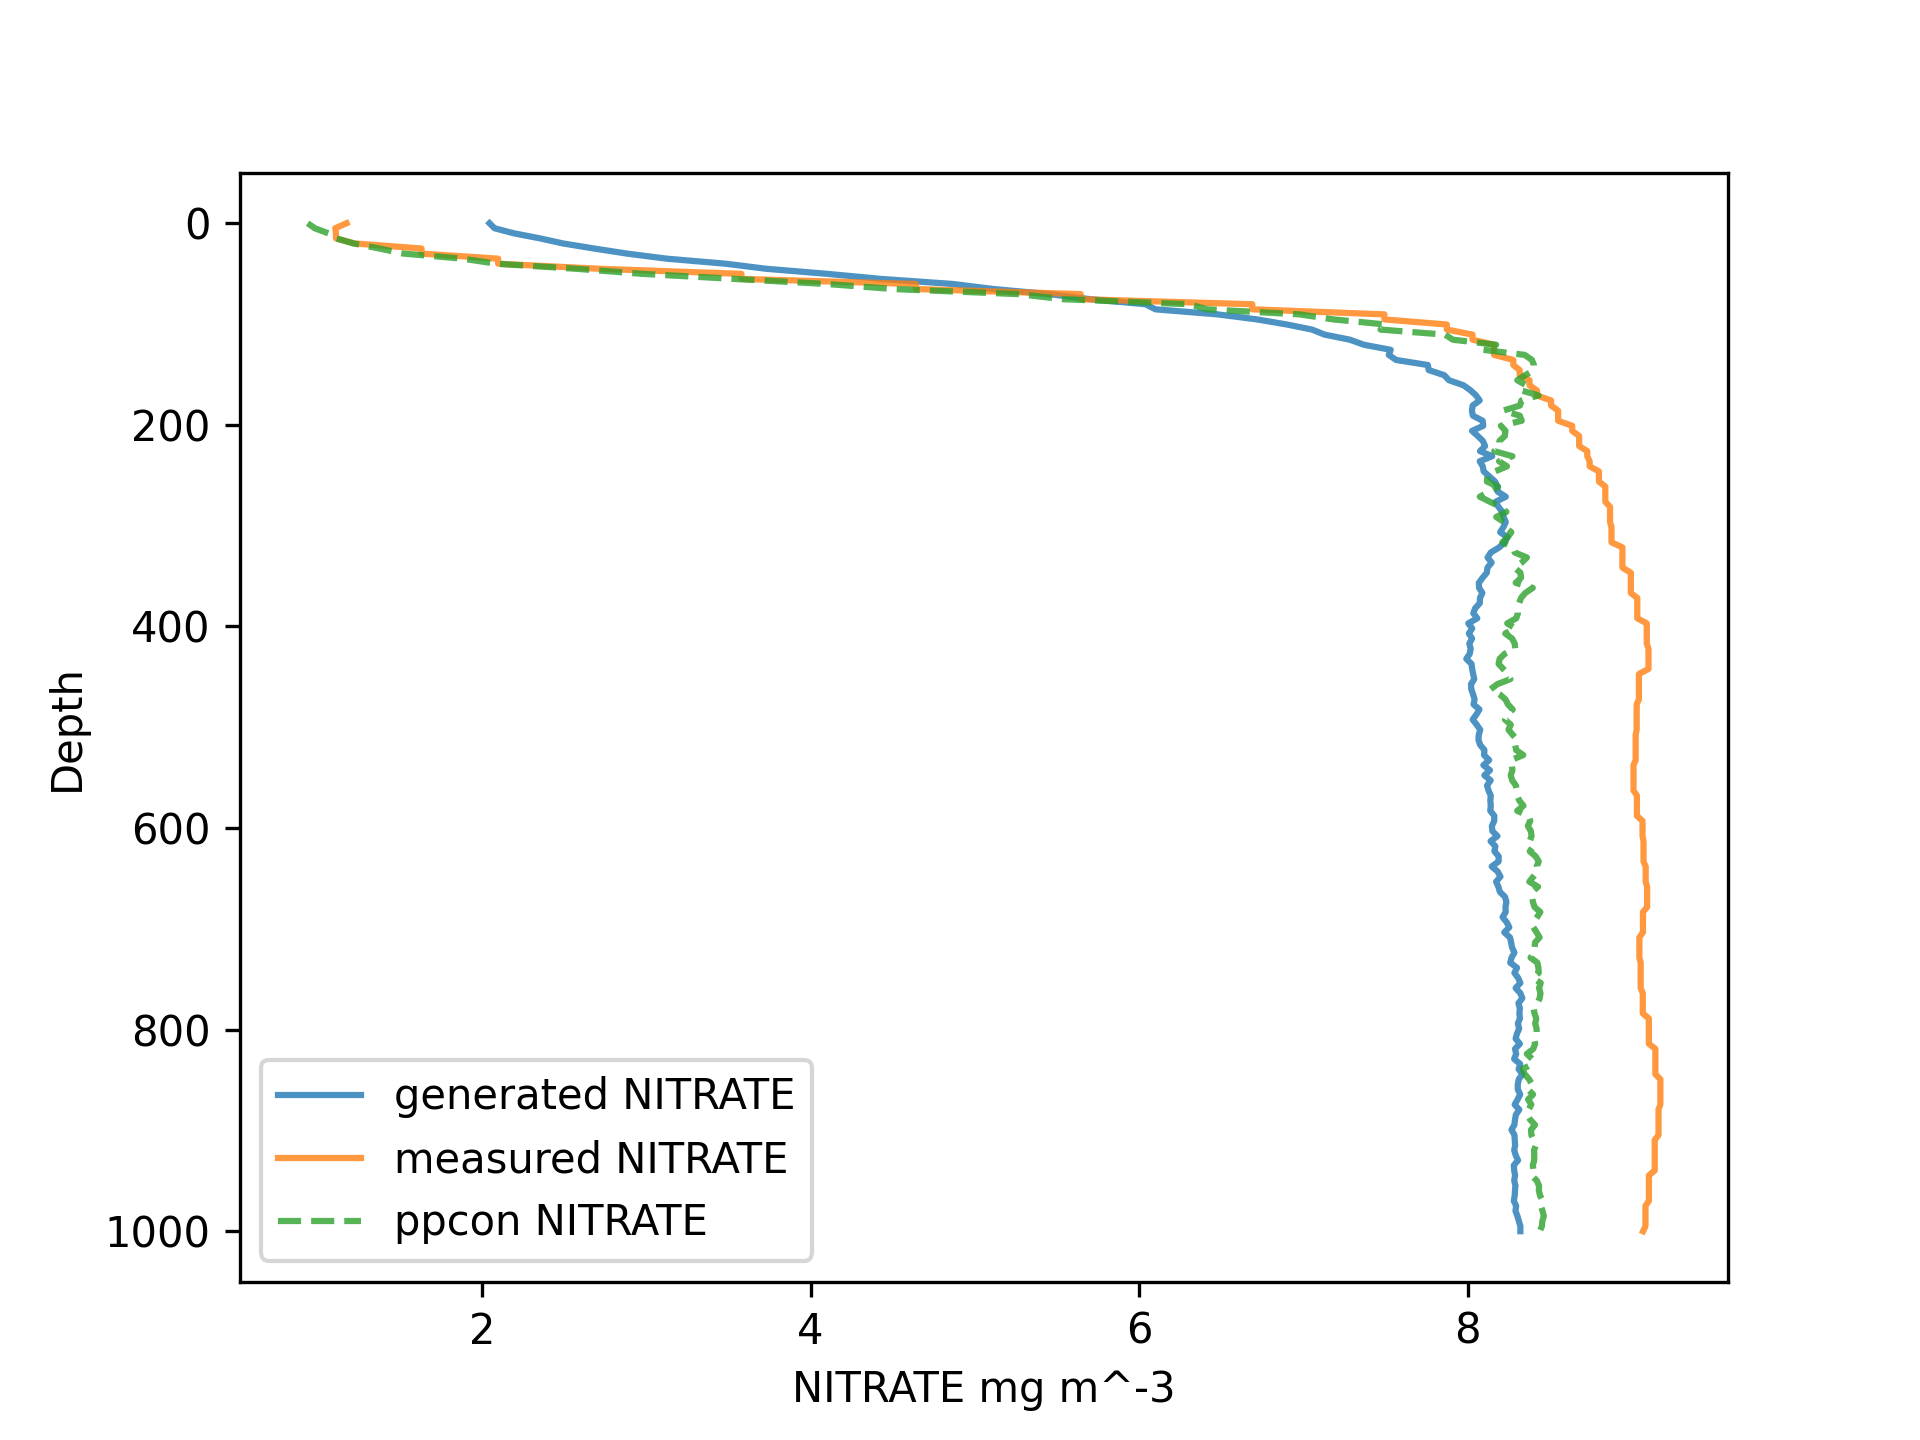 0
200
400
600
800
1000
Depth
generated NITRATE
measured NITRATE
ppcon NITRATE
2 4 6 8
NITRATE mg m^-3